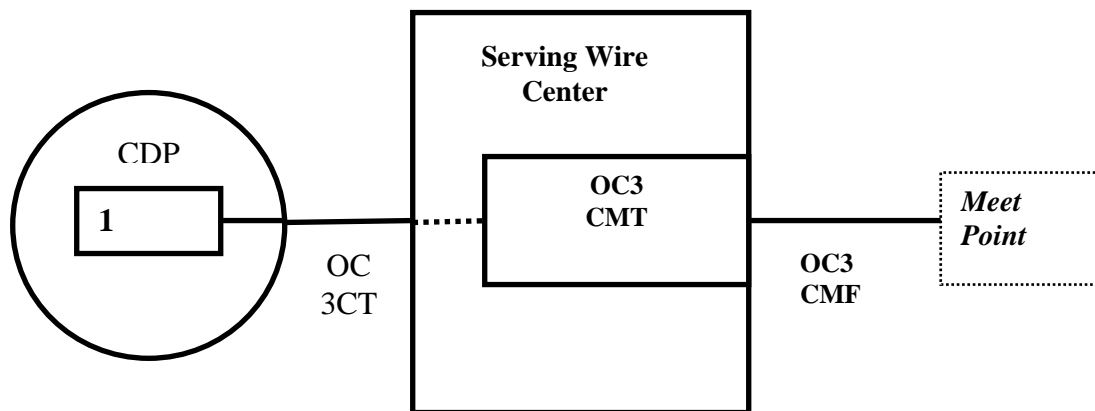 Serving Wire
Center
CDP
1
OC
3CT
OC3
CMT
OC3
CMF
Meet
Point